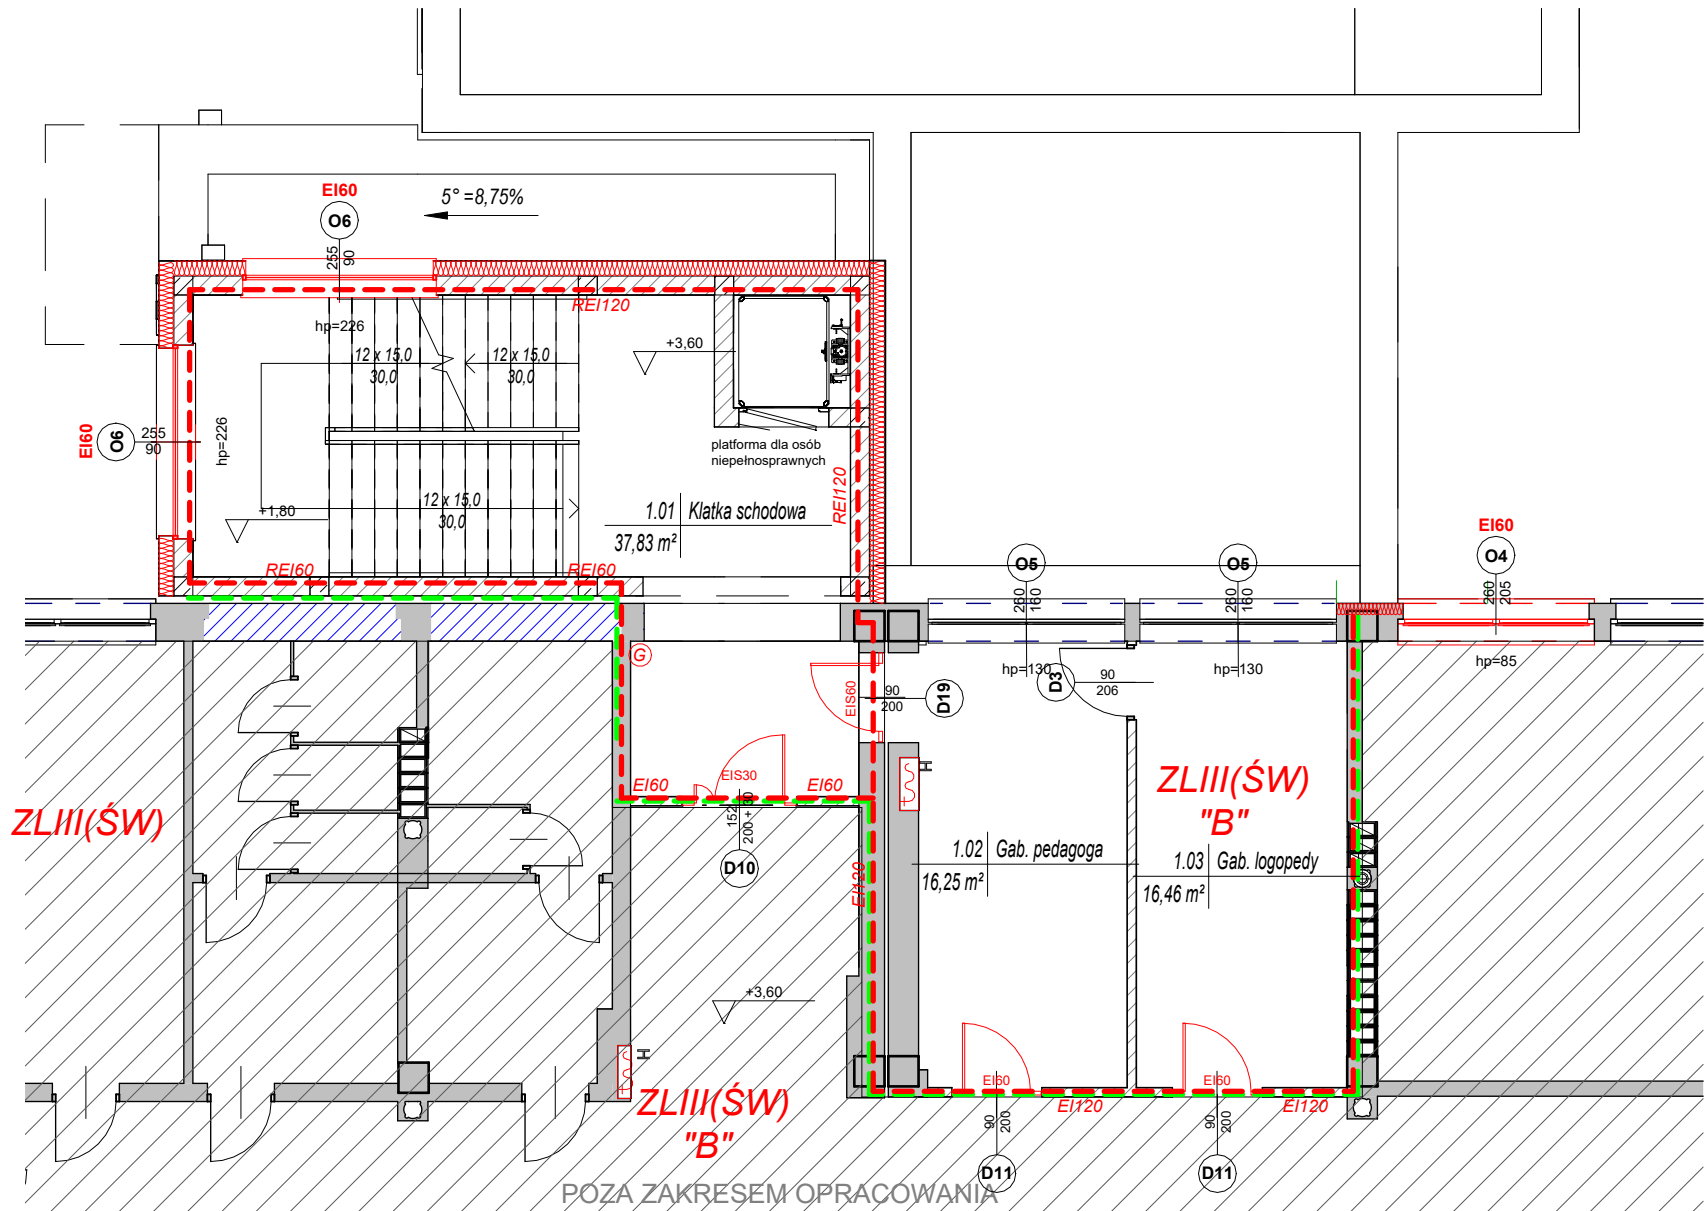 EI60
O6
5° =8,75%
255
90
REI120
hp=226
12 x 15,0
30,0
12 x 15,0
30,0
+3,60
EI60
O6
255
90
hp=226
platforma dla osób
niepełnosprawnych
REI120
12 x 15,0
30,0
+1,80
1.01 Klatka schodowa
37,83 m²
REI60
REI60
O5
260
160
O5
260
160
EI60
O4
260
205
G
hp=130
D3
90
206
hp=130
hp=85
EIS60
90
200
D19
EI60
EIS30
EI60
H
ZLIII(ŚW)
"B"
ZLIII(ŚW)
152
200+30
D10
1.02 Gab. pedagoga
16,25 m²
1.03 Gab. logopedy
16,46 m²
EI120
+3,60
H
ZLIII(ŚW)
"B"
EI60
EI120
EI60
EI120
90
200
90
200
D11
D11
POZA ZAKRESEM OPRACOWANIA